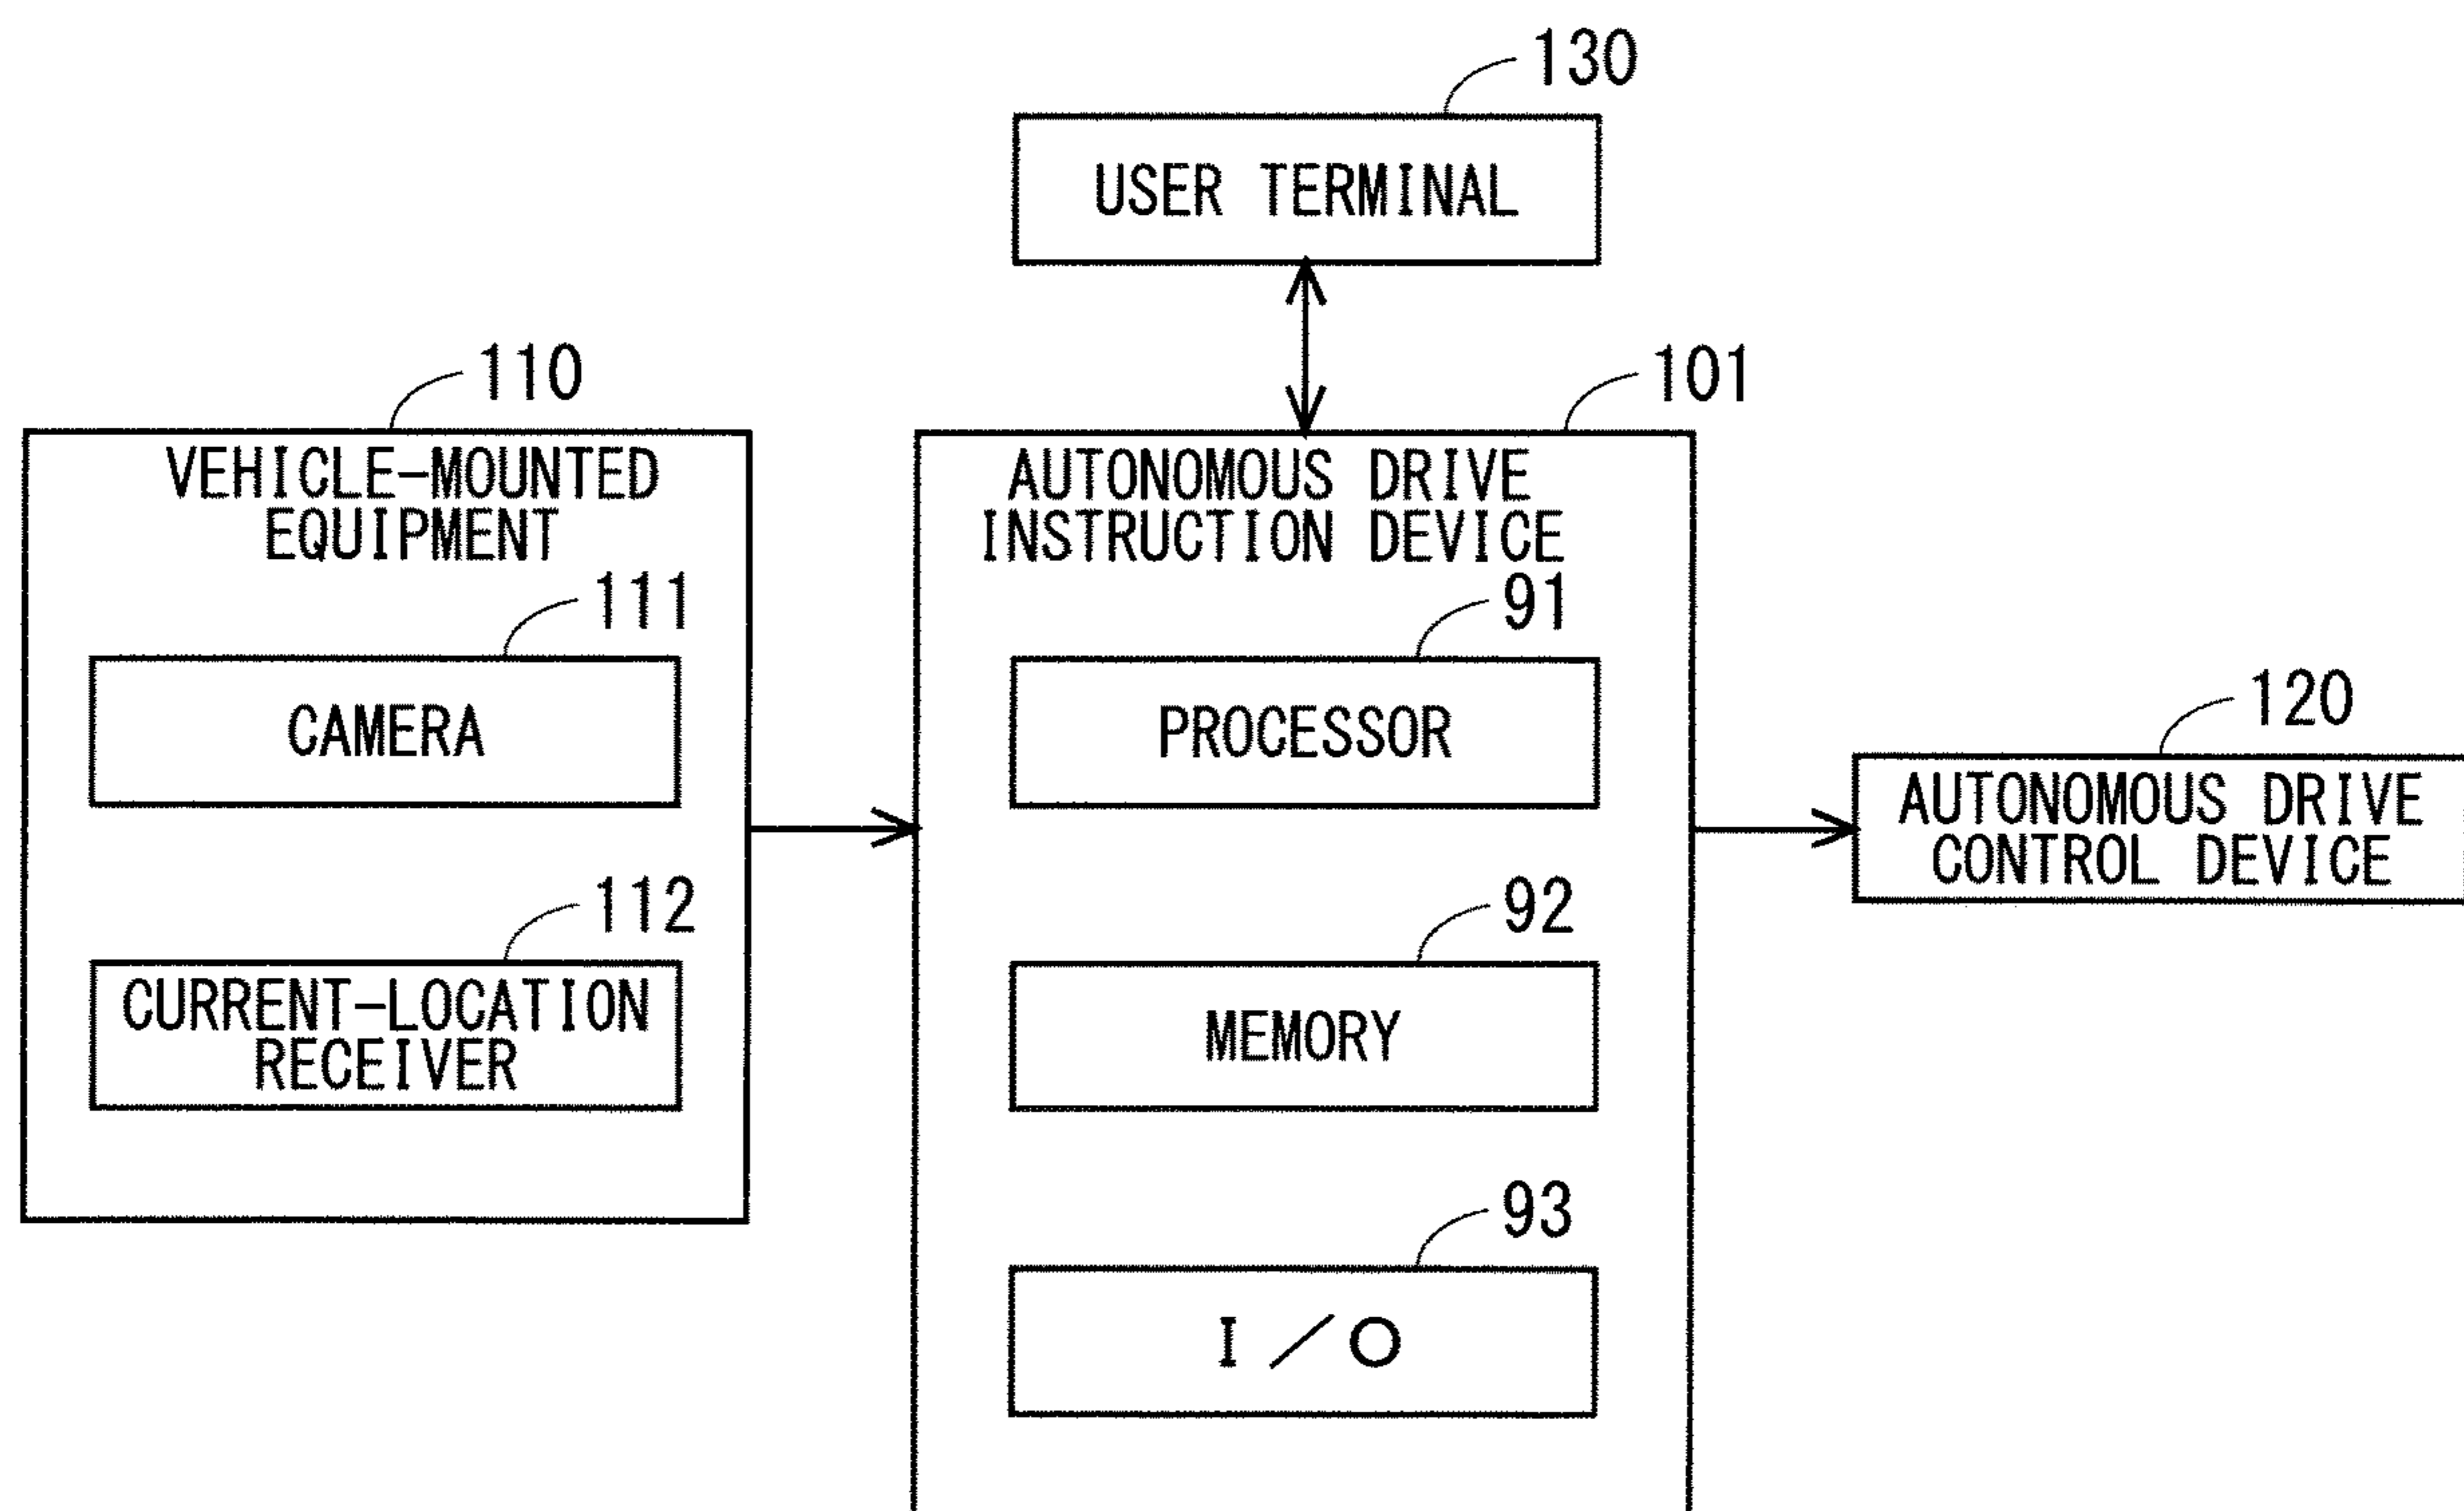 130
USER TERMINAL
110
VEHICLE-MOUNTED
EQUIPMENT
111
CAMERA
112
CURRENT-LOCATION
RECEIVER
101
AUTONOMOUS DRIVE
INSTRUCTION DEVICE
91
PROCESSOR
92
MEMORY
93
I/O
120
AUTONOMOUS DRIVE
CONTROL DEVICE